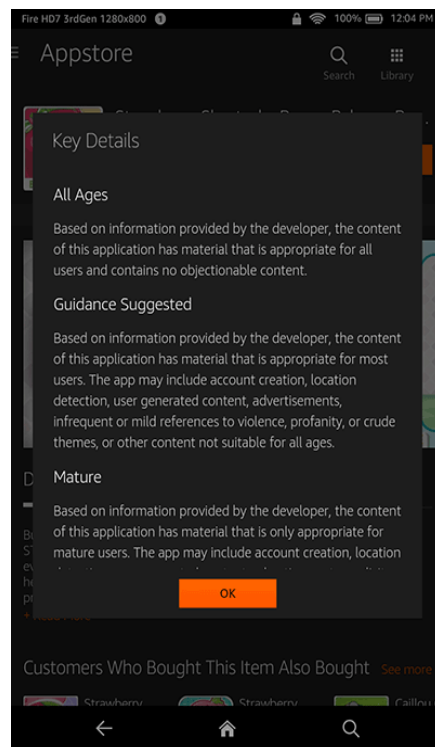 Fire HD7 3rdGen 1280x800 1 100% 12:04 PM
Appstore
Search Library
Key Details
All Ages
Based on information provided by the developer, the content
of this application has material that is appropriate for all
users and contains no objectionable content.
Guidance Suggested
Based on information provided by the developer, the content
of this application has material that is appropriate for most
users. The app may include account creation, location
detection, user generated content, advertisements,
infrequent or mild references to violence, profanity, or crude
themes, or other content not suitable for all ages.
Mature
Based on information provided by the developer, the content
of this application has material that is only appropriate for
mature users. The app may include account creation, location
OK
Customers Who Bought This Item Also Bought See more
Strawberry Strawberry Caillou